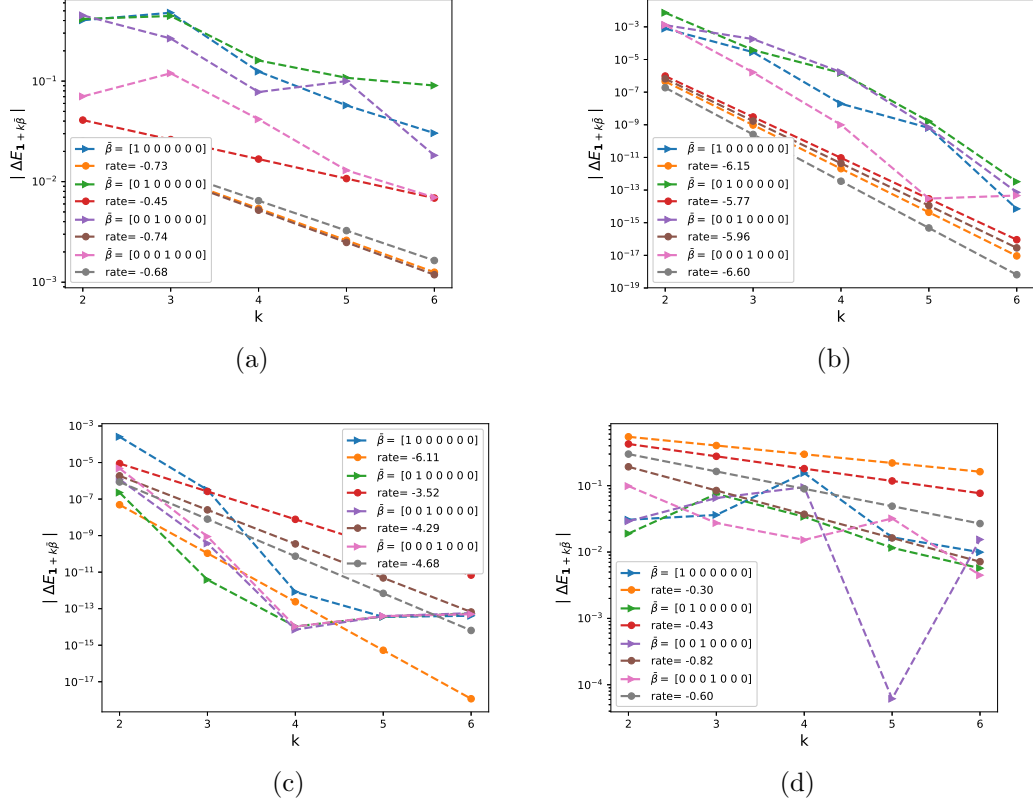 10⁻¹
10⁻²
10⁻³
| ΔE₁₊ₖβ̄ |
β̄ = [1 0 0 0 0 0 0]
rate= -0.73
β̄ = [0 1 0 0 0 0 0]
rate= -0.45
β̄ = [0 0 1 0 0 0 0]
rate= -0.74
β̄ = [0 0 0 1 0 0 0]
rate= -0.68
2 3 4 5 6
k
(a)
10⁻³
10⁻⁵
10⁻⁷
10⁻⁹
10⁻¹¹
10⁻¹³
10⁻¹⁵
10⁻¹⁷
10⁻¹⁹
| ΔE₁₊ₖβ̄ |
β̄ = [1 0 0 0 0 0 0]
rate= -6.15
β̄ = [0 1 0 0 0 0 0]
rate= -5.77
β̄ = [0 0 1 0 0 0 0]
rate= -5.96
β̄ = [0 0 0 1 0 0 0]
rate= -6.60
2 3 4 5 6
k
(b)
10⁻³
10⁻⁵
10⁻⁷
10⁻⁹
10⁻¹¹
10⁻¹³
10⁻¹⁵
10⁻¹⁷
| ΔE₁₊ₖβ̄ |
β̄ = [1 0 0 0 0 0 0]
rate= -6.11
β̄ = [0 1 0 0 0 0 0]
rate= -3.52
β̄ = [0 0 1 0 0 0 0]
rate= -4.29
β̄ = [0 0 0 1 0 0 0]
rate= -4.68
2 3 4 5 6
k
(c)
10⁻¹
10⁻²
10⁻³
10⁻⁴
| ΔE₁₊ₖβ̄ |
β̄ = [1 0 0 0 0 0 0]
rate= -0.30
β̄ = [0 1 0 0 0 0 0]
rate= -0.43
β̄ = [0 0 1 0 0 0 0]
rate= -0.82
β̄ = [0 0 0 1 0 0 0]
rate= -0.60
2 3 4 5 6
k
(d)